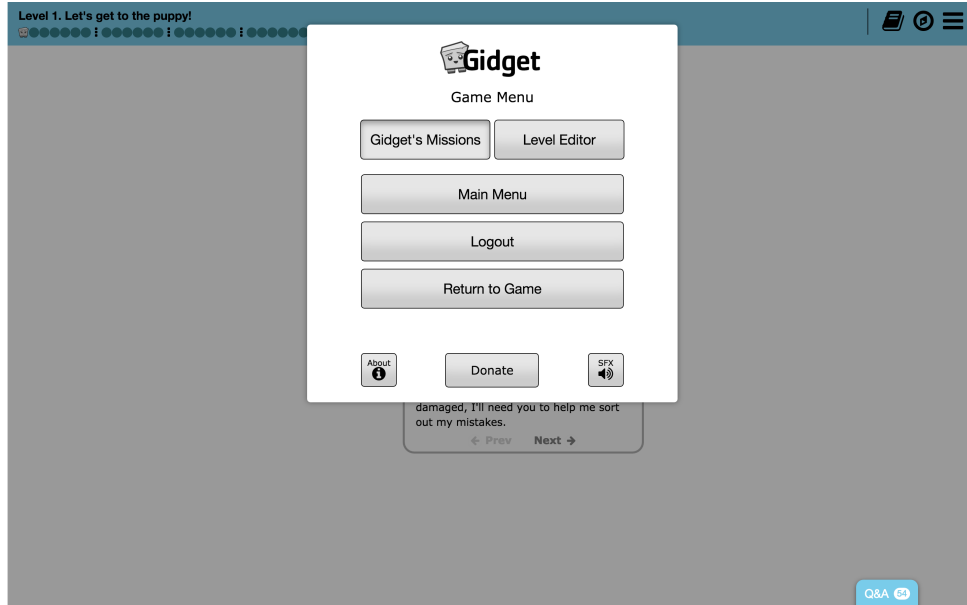 Level 1. Let's get to the puppy!
Gidget
Game Menu
Gidget's Missions
Level Editor
Main Menu
Logout
Return to Game
About
Donate
SFX
damaged, I'll need you to help me sort
out my mistakes.
← Prev Next →
Q&A 54